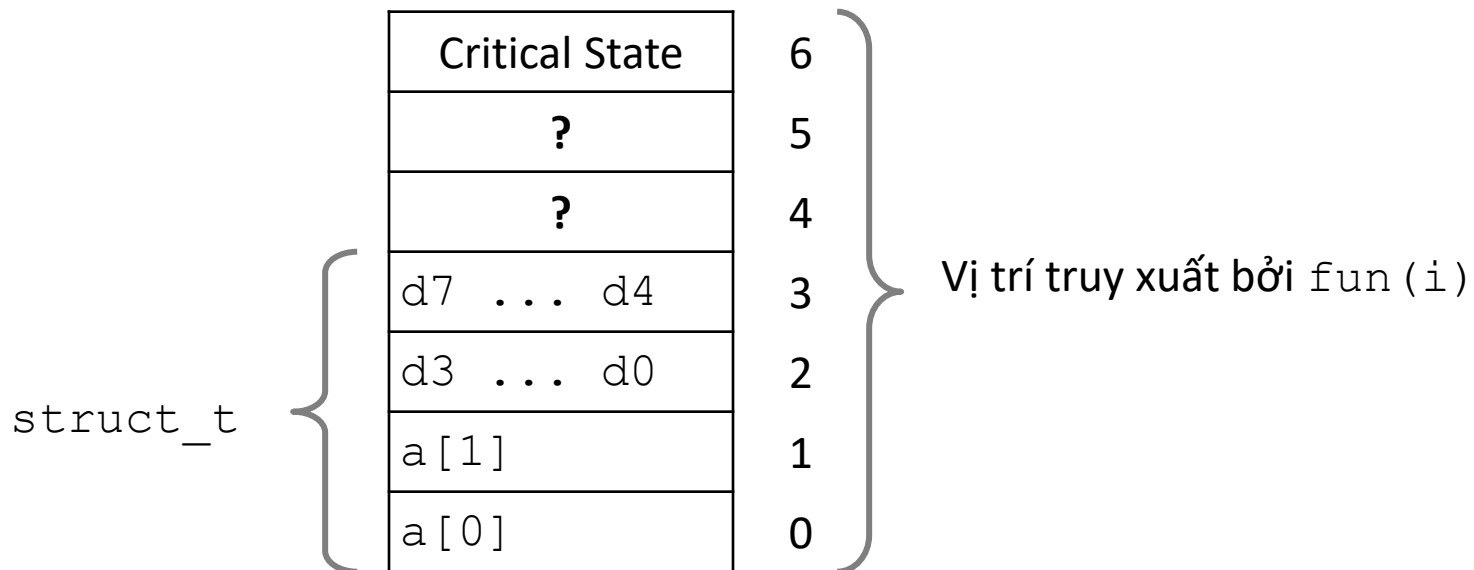 Critical State 6
? 5
? 4
d7 ... d4 3
Vị trí truy xuất bởi fun(i)
d3 ... d0 2
struct_t
a[1] 1
a[0] 0